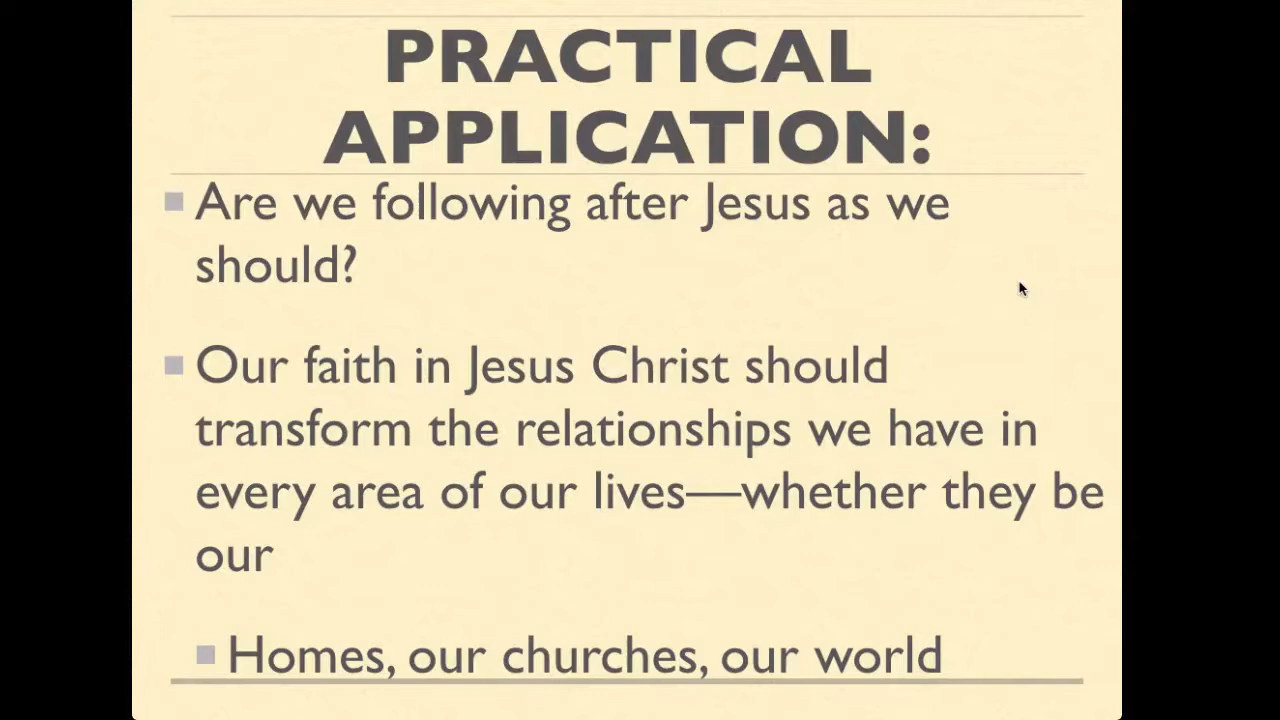 PRACTICAL
APPLICATION:
Are we following after Jesus as we
should?
Our faith in Jesus Christ should
transform the relationships we have in
every area of our lives—whether they be
our
Homes, our churches, our world